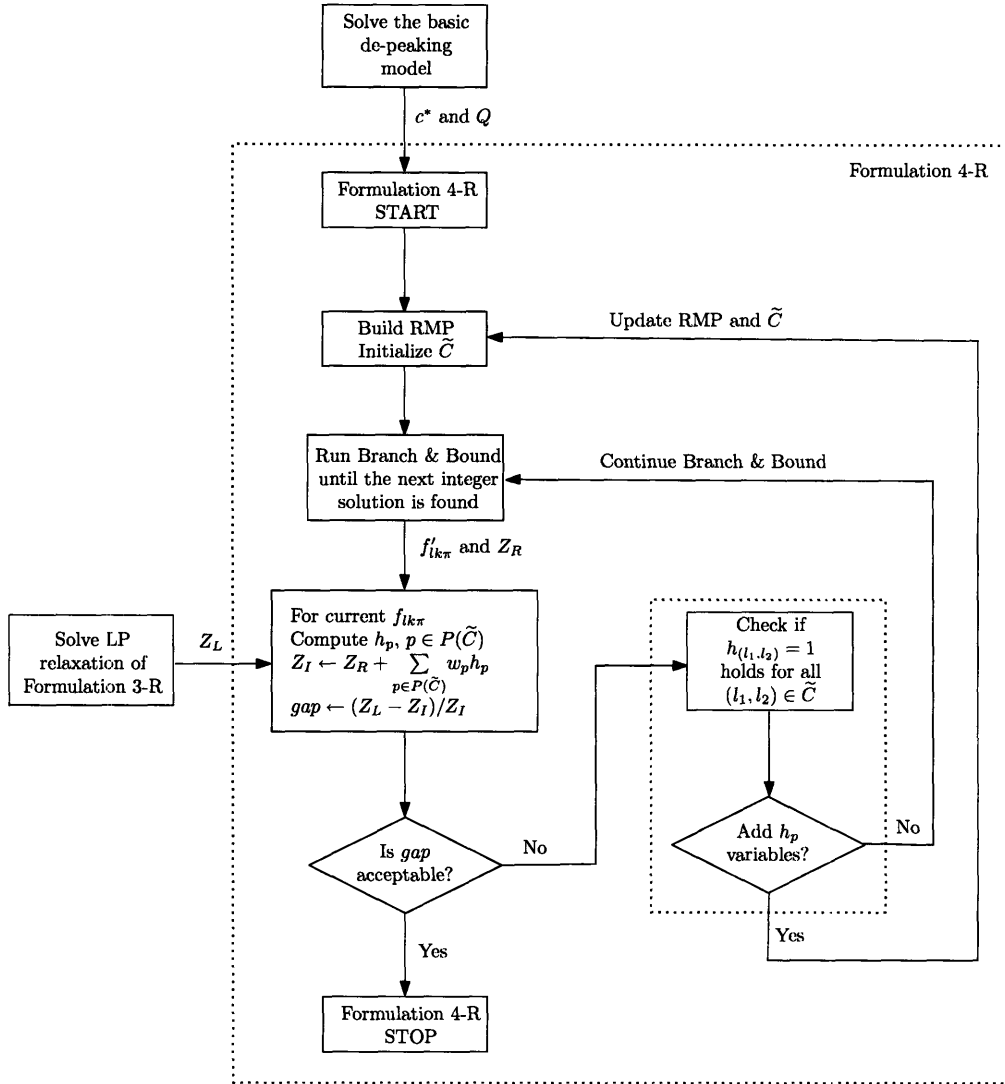 Solve the basic
de-peaking
model
c* and Q
Formulation 4-R
Formulation 4-R
START
Build RMP
Initialize C̃
Update RMP and C̃
Run Branch & Bound
until the next integer
solution is found
Continue Branch & Bound
f′lkπ and ZR
Solve LP
relaxation of
Formulation 3-R
ZL
For current flkπ
Compute hp, p ∈ P(C̃)
ZI ← ZR + ∑ wphp
p∈P(C̃)
gap ← (ZL − ZI)/ZI
Check if
h(l1.l2) = 1
holds for all
(l1, l2) ∈ C̃
Is gap
acceptable?
No
Add hp
variables?
No
Yes
Yes
Formulation 4-R
STOP